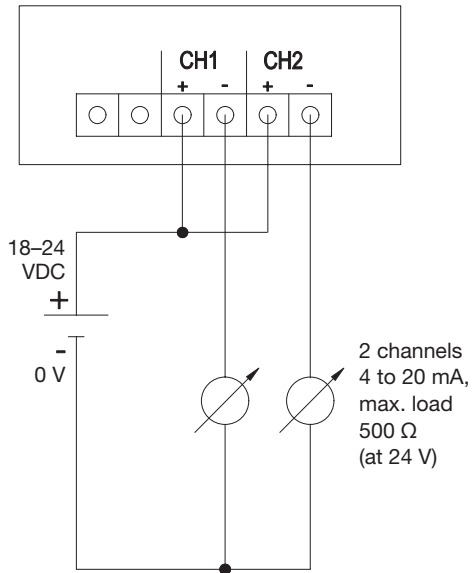 CH1 CH2
+ - + -
18–24
VDC
+
-
0 V
2 channels
4 to 20 mA,
max. load
500 Ω
(at 24 V)